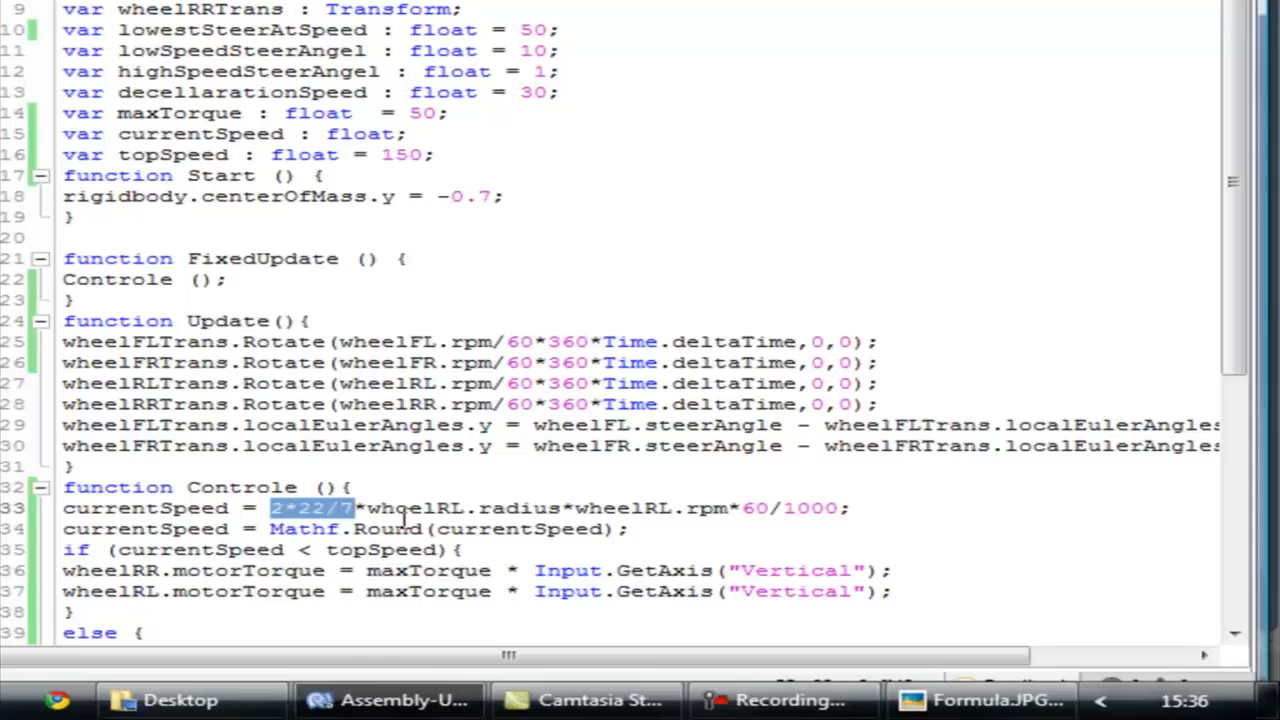 9 var wheelRRTrans : Transform;
10 var lowestSteerAtSpeed : float = 50;
11 var lowSpeedSteerAngel : float = 10;
12 var highSpeedSteerAngel : float = 1;
13 var decellarationSpeed : float = 30;
14 var maxTorque : float  = 50;
15 var currentSpeed : float;
16 var topSpeed : float = 150;
17 function Start () {
18 rigidbody.centerOfMass.y = -0.7;
19 }
20
21 function FixedUpdate () {
22 Controle ();
23 }
24 function Update(){
25 wheelFLTrans.Rotate(wheelFL.rpm/60*360*Time.deltaTime,0,0);
26 wheelFRTrans.Rotate(wheelFR.rpm/60*360*Time.deltaTime,0,0);
27 wheelRLTrans.Rotate(wheelRL.rpm/60*360*Time.deltaTime,0,0);
28 wheelRRTrans.Rotate(wheelRR.rpm/60*360*Time.deltaTime,0,0);
29 wheelFLTrans.localEulerAngles.y = wheelFL.steerAngle - wheelFLTrans.localEulerAngles
30 wheelFRTrans.localEulerAngles.y = wheelFR.steerAngle - wheelFRTrans.localEulerAngles
31 }
32 function Controle (){
33 currentSpeed = 2*22/7*wheelRL.radius*wheelRL.rpm*60/1000;
34 currentSpeed = Mathf.Round(currentSpeed);
35 if (currentSpeed < topSpeed){
36 wheelRR.motorTorque = maxTorque * Input.GetAxis("Vertical");
37 wheelRL.motorTorque = maxTorque * Input.GetAxis("Vertical");
38 }
39 else {
Desktop Assembly-U... Camtasia St... Recording... Formula.JPG... < 15:36